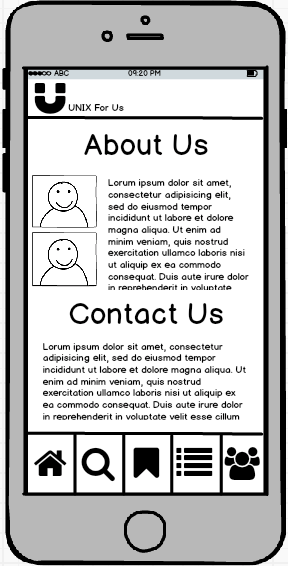 ABC 09:20 PM
U
UNIX For Us
About Us
Lorum ipsum dolor sit amet,
consectetur adipisicing elit,
sed do eiusmod tempor
incididunt ut labore et dolore
magna aliqua. Ut enim ad
minim veniam, quis nostrud
exercitation ullamco laboris nisi
ut aliquip ex ea commodo
consequat. Duis aute irure dolor
in reprehenderit in voluptate
Contact Us
Lorum ipsum dolor sit amet, consectetur
adipisicing elit, sed do eiusmod tempor
incididunt ut labore et dolore magna aliqua. Ut
enim ad minim veniam, quis nostrud
exercitation ullamco laboris nisi ut aliquip ex
ea commodo consequat. Duis aute irure dolor
in reprehenderit in voluptate velit esse cillum